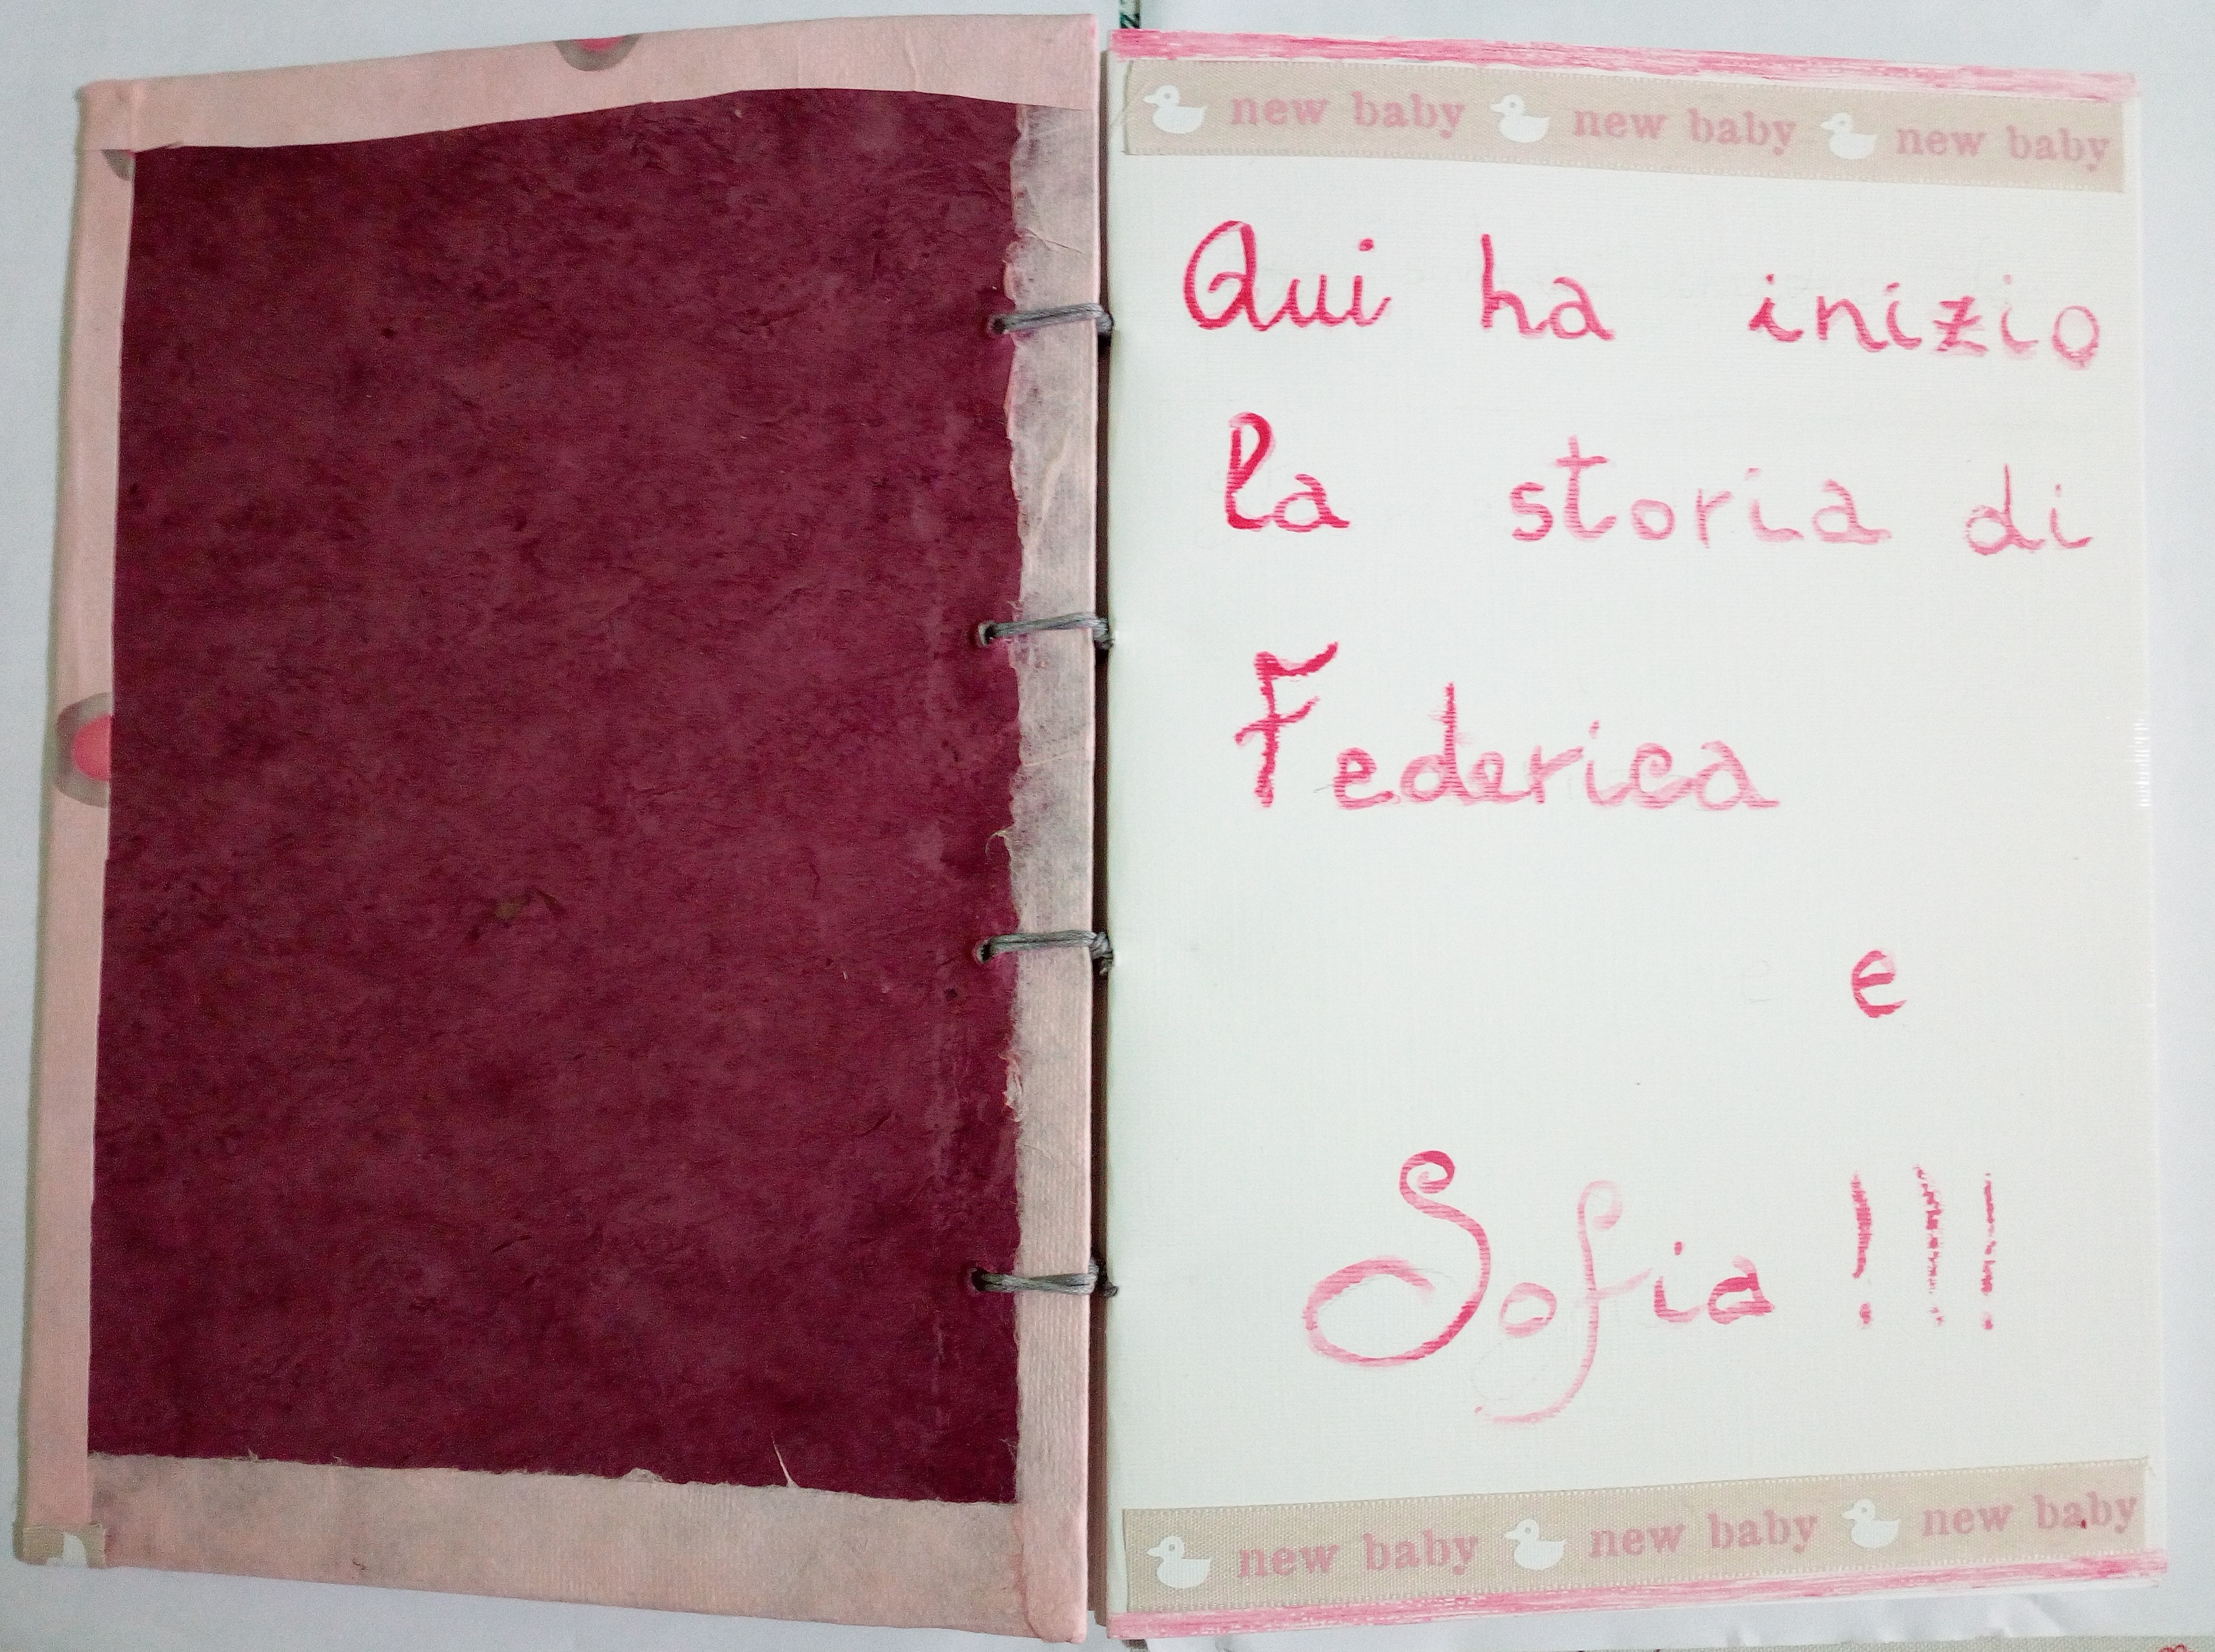 new baby new baby new baby
Qui ha inizio
la storia di
Federica
e
Sofia !!!
new baby new baby new baby